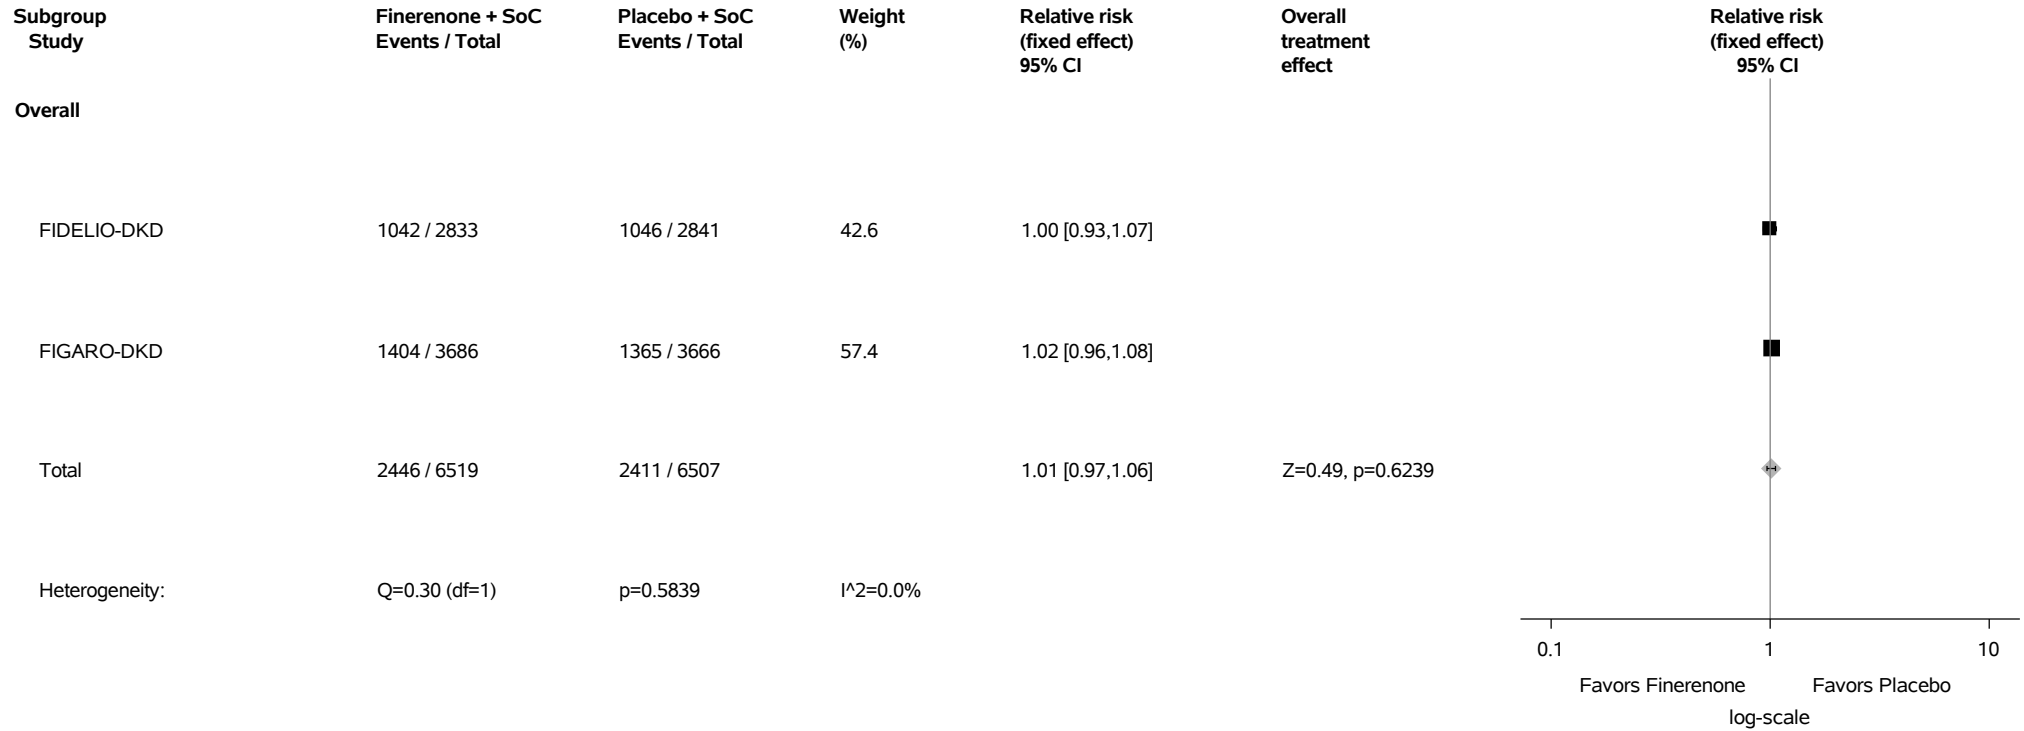 Subgroup Finerenone + SoC Placebo + SoC Weight Relative risk Overall Relative risk
Study Events / Total Events / Total (%) (fixed effect) treatment (fixed effect)
95% CI effect 95% CI
Overall
FIDELIO-DKD 1042 / 2833 1046 / 2841 42.6 1.00 [0.93,1.07]
FIGARO-DKD 1404 / 3686 1365 / 3666 57.4 1.02 [0.96,1.08]
Total 2446 / 6519 2411 / 6507 1.01 [0.97,1.06] Z=0.49, p=0.6239
Heterogeneity: Q=0.30 (df=1) p=0.5839 I^2=0.0%
0.1 1 10
Favors Finerenone Favors Placebo
log-scale